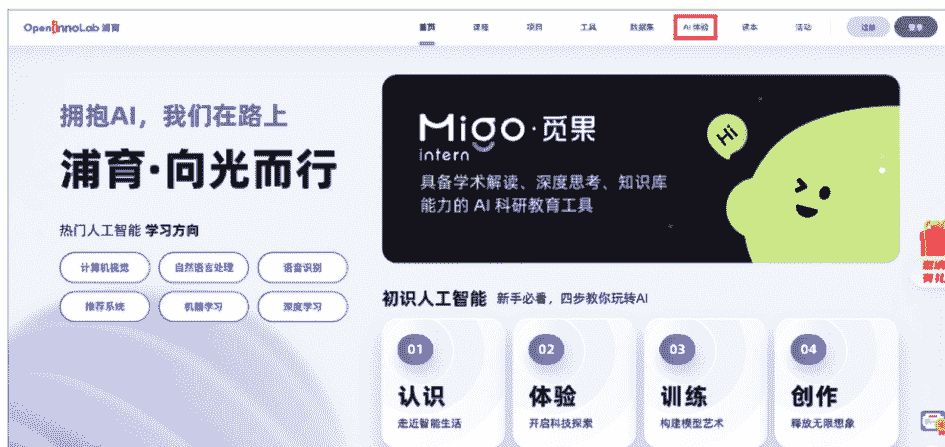 OpenInnoLab 浦育
首页 课程 项目 工具 数据集 AI 体验 读本 活动 注册 登录
拥抱AI，我们在路上
浦育·向光而行
热门人工智能 学习方向
计算机视觉 自然语言处理 语音识别
推荐系统 机器学习 深度学习
Migo·觅果
intern
具备学术解读、深度思考、知识库
能力的 AI 科研教育工具
Hi
初识人工智能 新手必看，四步教你玩转AI
01
认识
走近智能生活
02
体验
开启科技探索
03
训练
构建模型艺术
04
创作
释放无限想象